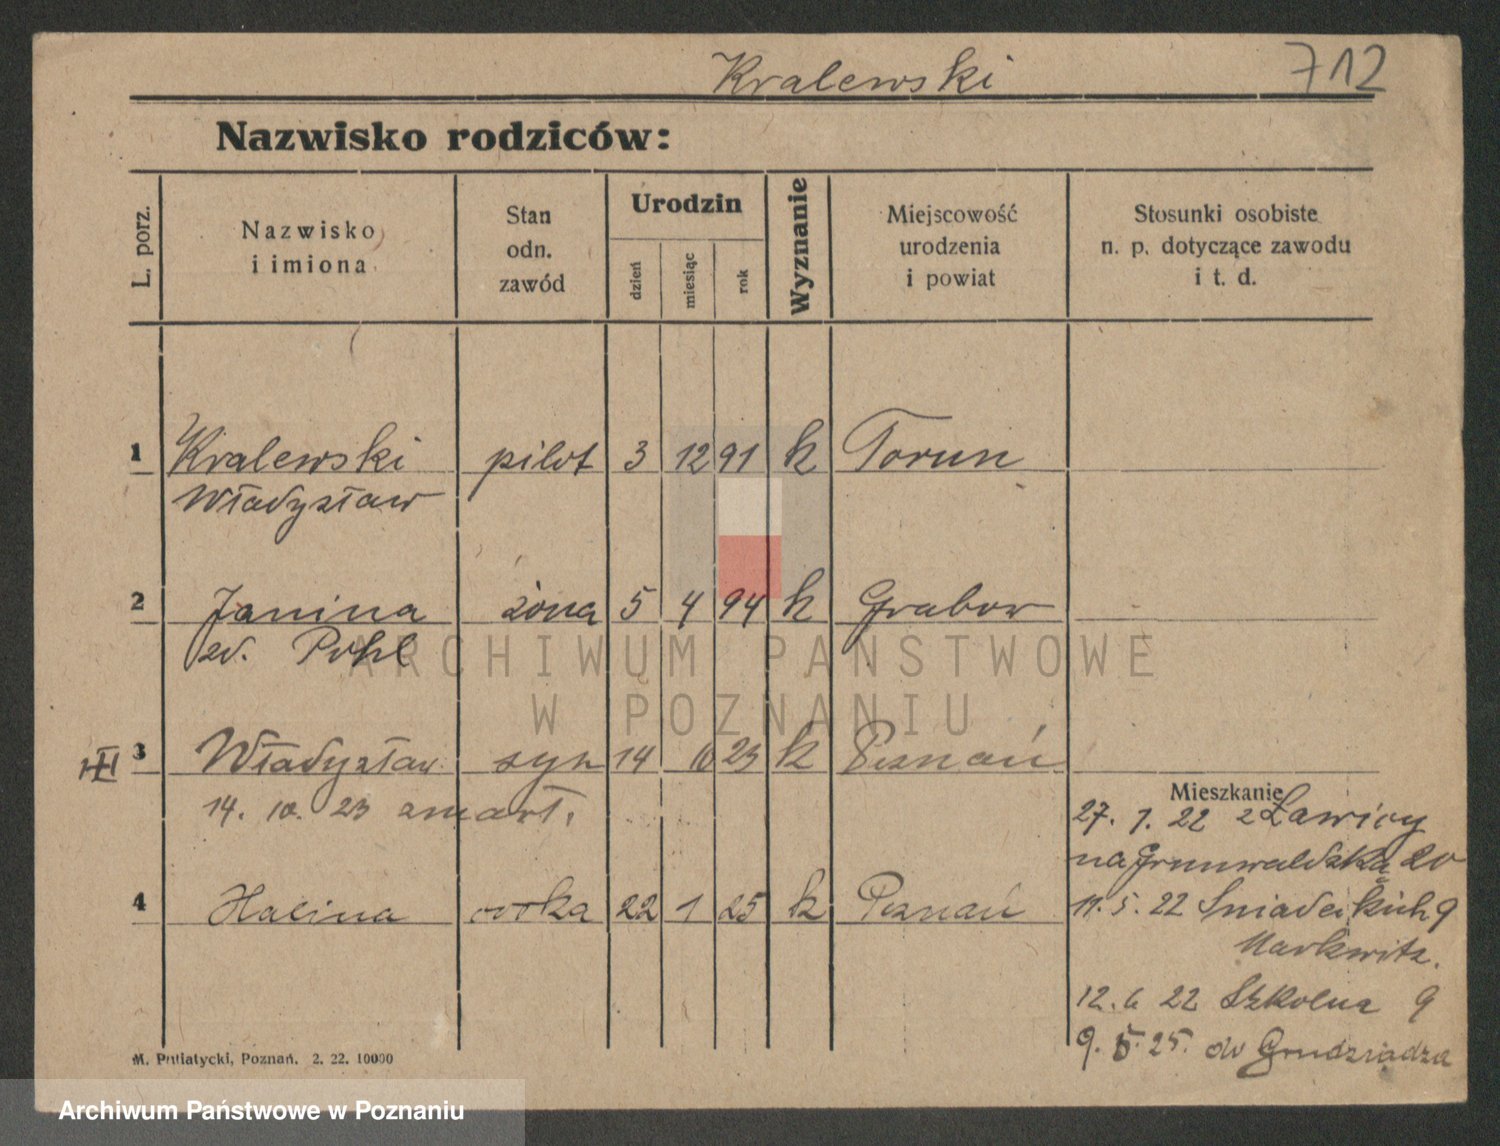 Kralewski 712
Nazwisko rodziców:
L. porz.
Nazwisko
i imiona
Stan
odn.
zawód
Urodzin
dzień
miesiąc
rok
Wyznanie
Miejscowość
urodzenia
i powiat
Stosunki osobiste
n. p. dotyczące zawodu
i t. d.
1 Kralewski pilot 3 12 91 k Torun
Władysław
2 Janina żona 5 4 94 k Grabow
zd. Pohl
3 Władysław syn 14 10 23 k Poznań
14. 10. 23 zmarł.
4 Halina córka 22 1 25 k Poznań
Mieszkanie
27. 1. 22 z Ławicy
na Grunwaldzką 20
11. 5. 22 Śniadeckich 9
Markwitz.
12. 6 22 Szkolna 9
9. 5. 25. do Grudziądza
M. Putiatycki, Poznań. 2. 22. 10000
ARCHIWUM PAŃSTWOWE
W POZNANIU
Archiwum Państwowe w Poznaniu